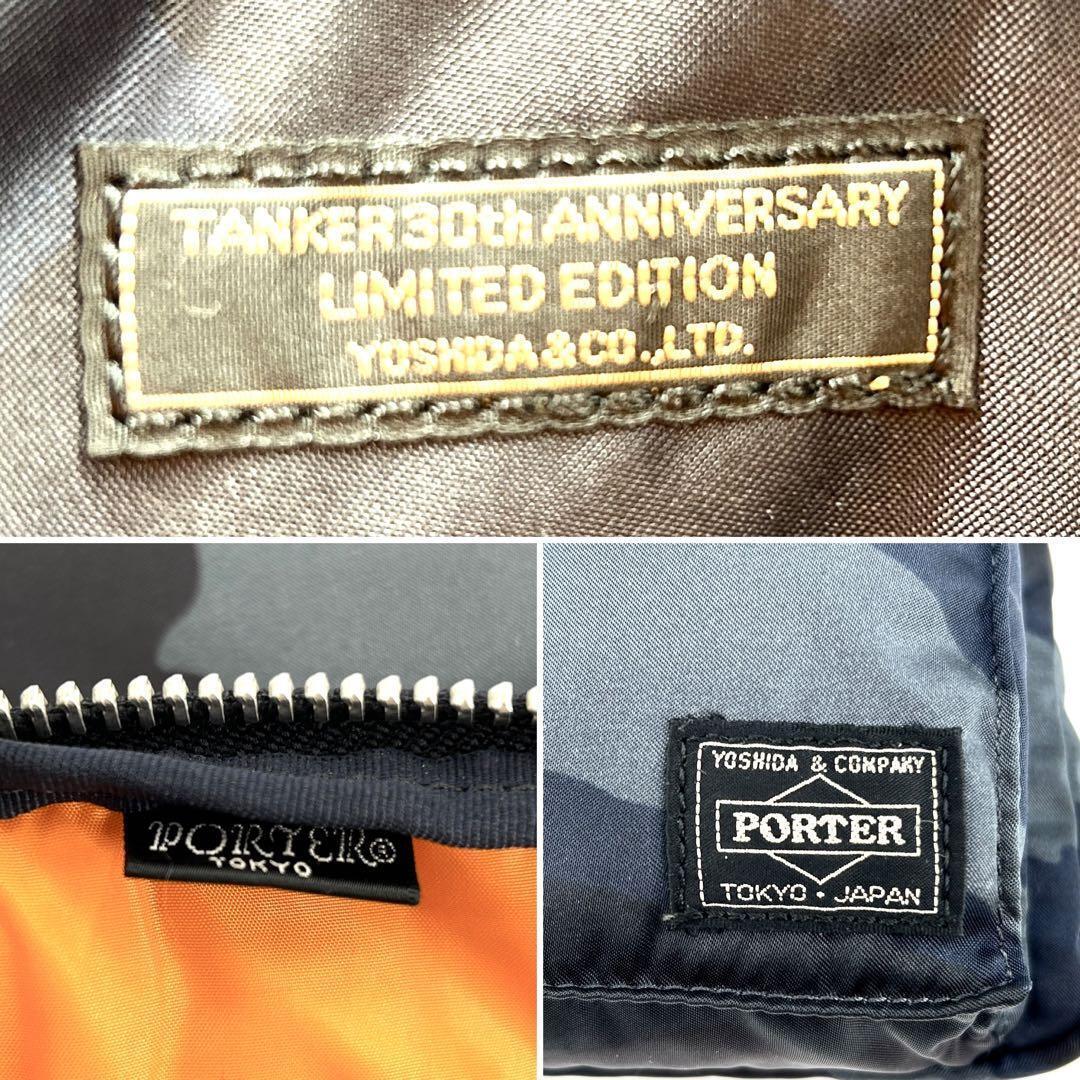 TANKER 30th ANNIVERSARY
LIMITED EDITION
YOSHIDA & CO.,LTD.
PORTER®
TOKYO
YOSHIDA & COMPANY
PORTER
TOKYO・JAPAN